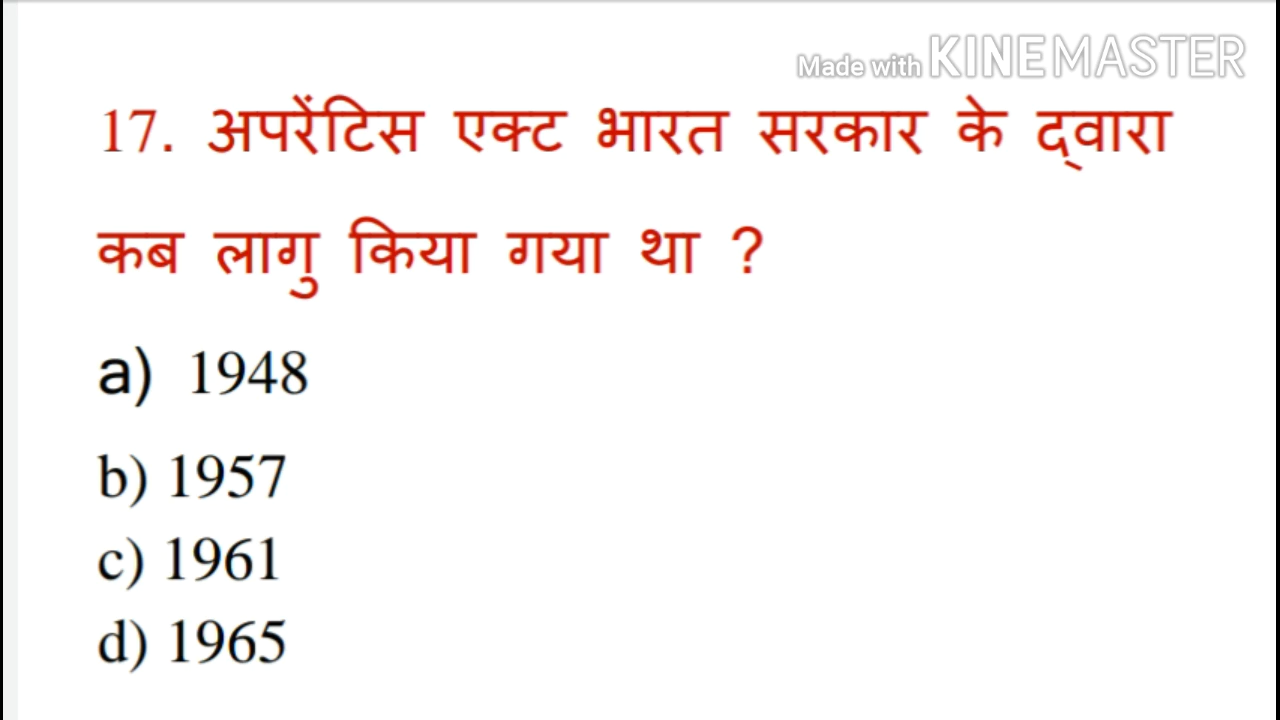 Made with KINEMASTER
17. अपरेंटिस एक्ट भारत सरकार के द्वारा
कब लागु किया गया था ?
a) 1948
b) 1957
c) 1961
d) 1965